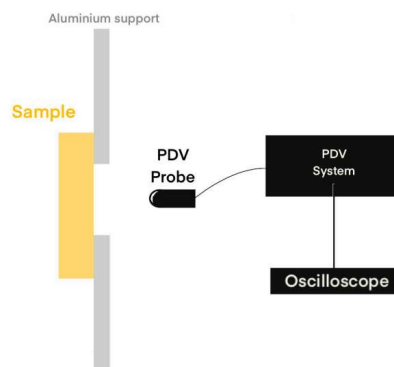 Aluminium support
Sample
PDV
Probe
PDV
System
Oscilloscope